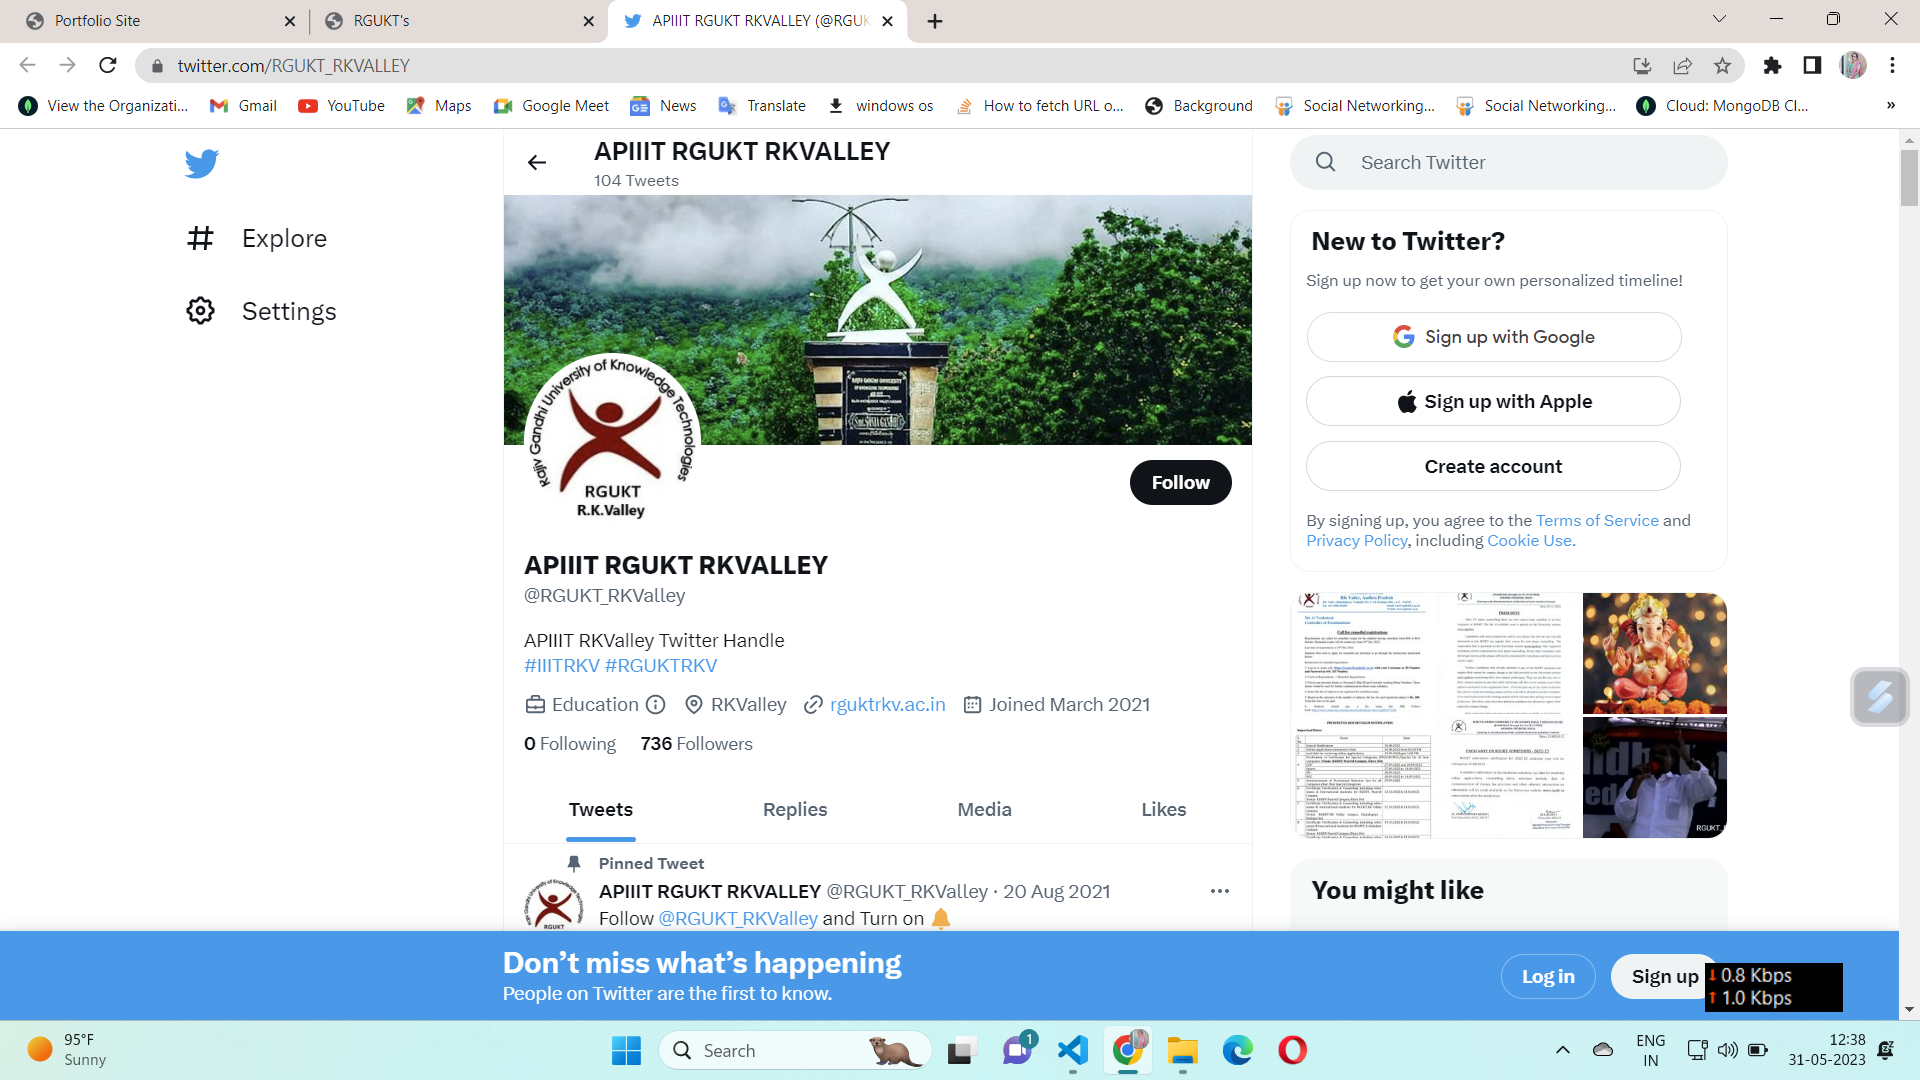 Portfolio Site
RGUKT's
APIIIT RGUKT RKVALLEY (@RGUK
twitter.com/RGUKT_RKVALLEY
View the Organizati...
Gmail
YouTube
Maps
Google Meet
News
Translate
windows os
How to fetch URL o...
Background
Social Networking...
Social Networking...
Cloud: MongoDB Cl...
»
APIIIT RGUKT RKVALLEY
104 Tweets
Search Twitter
Explore
Settings
New to Twitter?
Sign up now to get your own personalized timeline!
Sign up with Google
Sign up with Apple
Create account
By signing up, you agree to the Terms of Service and
Privacy Policy, including Cookie Use.
Rajiv Gandhi University of Knowledge Technologies
RGUKT
R.K.Valley
Follow
APIIIT RGUKT RKVALLEY
@RGUKT_RKValley
APIIIT RKValley Twitter Handle
#IIITRKV #RGUKTRKV
Education
RKValley
rguktrkv.ac.in
Joined March 2021
0 Following
736 Followers
Tweets
Replies
Media
Likes
Pinned Tweet
APIIIT RGUKT RKVALLEY @RGUKT_RKValley · 20 Aug 2021
Follow @RGUKT_RKValley and Turn on 🔔
You might like
Don’t miss what’s happening
People on Twitter are the first to know.
Log in
Sign up
0.8 Kbps
1.0 Kbps
95°F
Sunny
Search
1
ENG
IN
12:38
31-05-2023